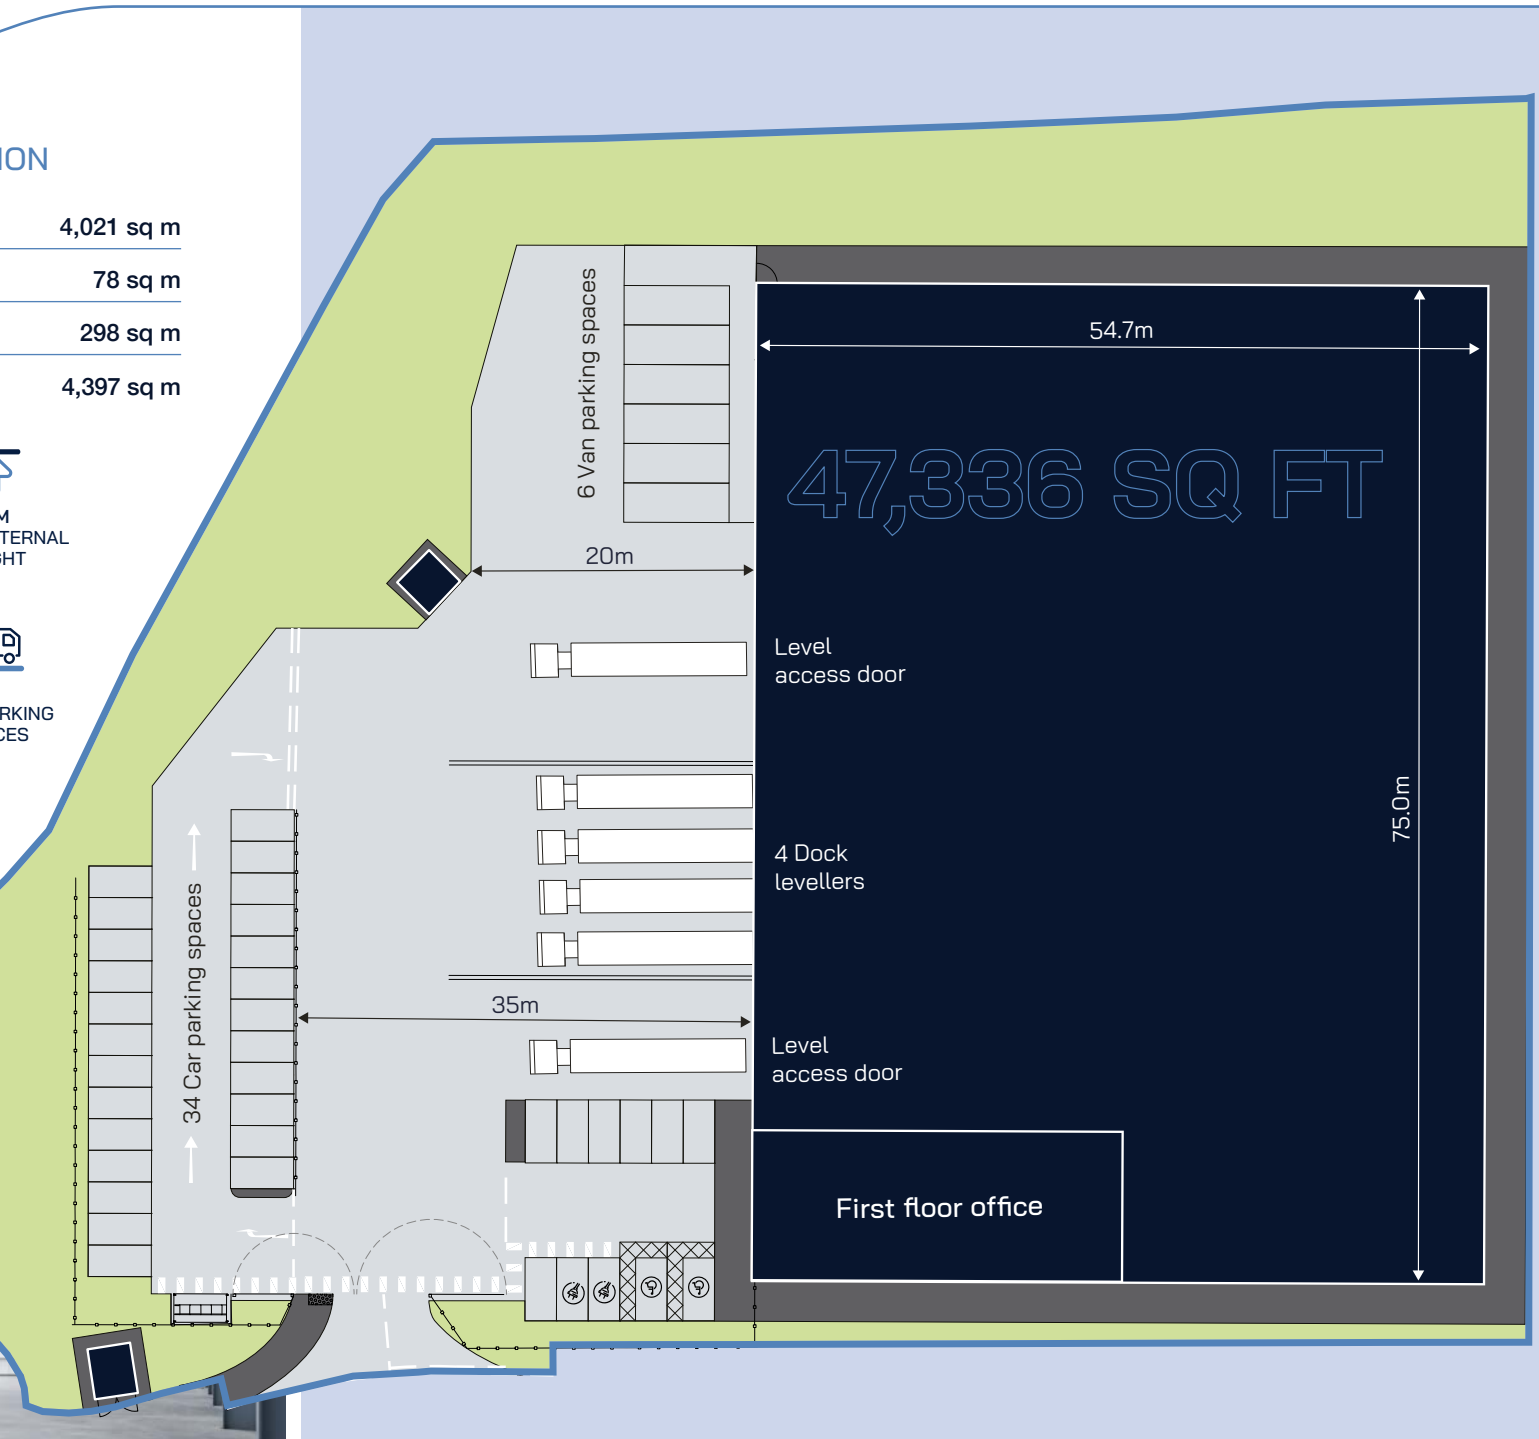 ION
4,021 sq m
78 sq m
298 sq m
4,397 sq m
M
TERNAL
GHT
RKING
CES
6 Van parking spaces
54.7m
47,336 SQ FT
20m
Level
access door
75.0m
4 Dock
levellers
34 Car parking spaces
35m
Level
access door
First floor office